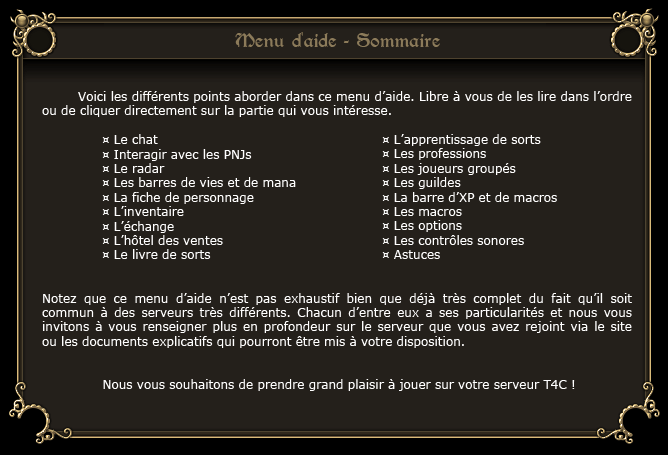 Menu d'aide - Sommaire
Voici les différents points aborder dans ce menu d'aide. Libre à vous de les lire dans l'ordre
ou de cliquer directement sur la partie qui vous intéresse.
¤ Le chat
¤ Interagir avec les PNJs
¤ Le radar
¤ Les barres de vies et de mana
¤ La fiche de personnage
¤ L'inventaire
¤ L'échange
¤ L'hôtel des ventes
¤ Le livre de sorts
¤ L'apprentissage de sorts
¤ Les professions
¤ Les joueurs groupés
¤ Les guildes
¤ La barre d'XP et de macros
¤ Les macros
¤ Les options
¤ Les contrôles sonores
¤ Astuces
Notez que ce menu d'aide n'est pas exhaustif bien que déjà très complet du fait qu'il soit
commun à des serveurs très différents. Chacun d'entre eux a ses particularités et nous vous
invitons à vous renseigner plus en profondeur sur le serveur que vous avez rejoint via le site
ou les documents explicatifs qui pourront être mis à votre disposition.
Nous vous souhaitons de prendre grand plaisir à jouer sur votre serveur T4C !